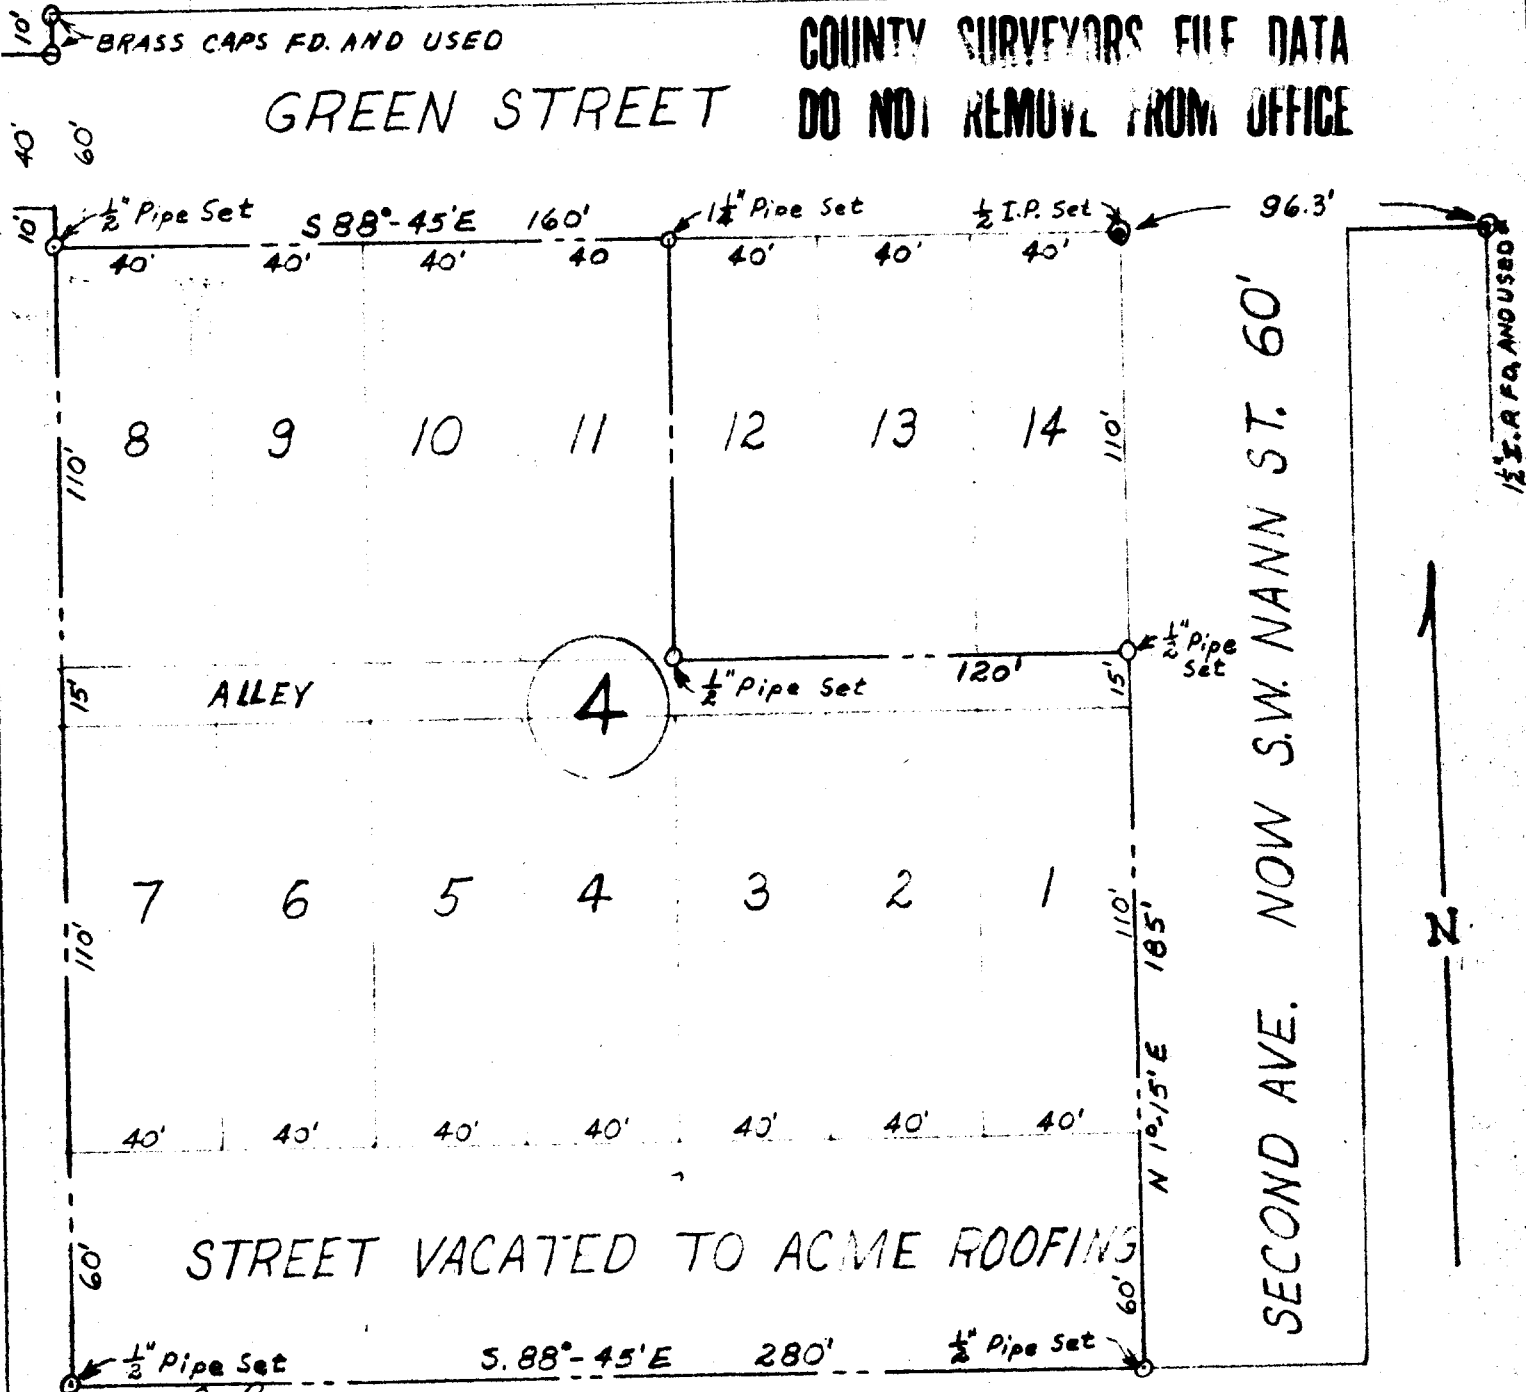 10'
BRASS CAPS FD. AND USED
COUNTY SURVEYORS FILE DATA
DO NOT REMOVE FROM OFFICE
GREEN STREET
40' 60'
10'
½" Pipe Set
S 88°-45'E 160'
1¼" Pipe Set
½ I.P. Set
96.3'
40' 40' 40' 40 40' 40' 40'
1½" I.P. FD. AND USED
8 9 10 11 12 13 14
110' 110'
SECOND AVE. NOW S.W. NANN ST. 60'
½" Pipe Set
120'
½" Pipe
Set
15' ALLEY 4 15'
7 6 5 4 3 2 1
110' 110'
N 1°-15' E 185'
N
40' 40' 40' 40' 40' 40' 40'
STREET VACATED TO ACME ROOFING
60' 60'
½" Pipe Set
S. 88°-45'E 280'
½" Pipe Set